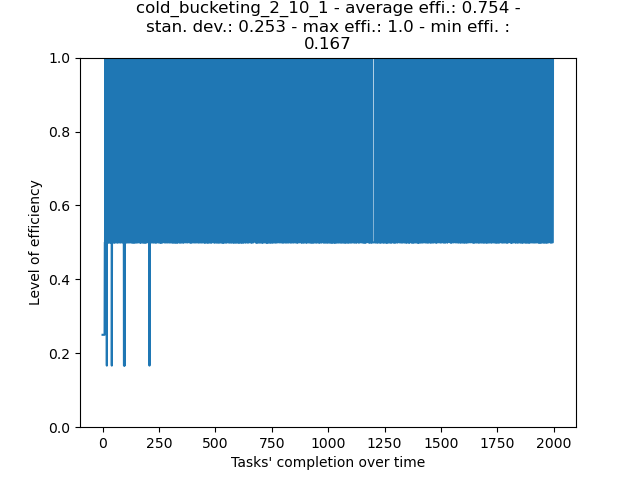 cold_bucketing_2_10_1 - average effi.: 0.754 -
stan. dev.: 0.253 - max effi.: 1.0 - min effi. :
0.167
1.0
0.8
0.6
0.4
0.2
0.0
Level of efficiency
0 250 500 750 1000 1250 1500 1750 2000
Tasks' completion over time